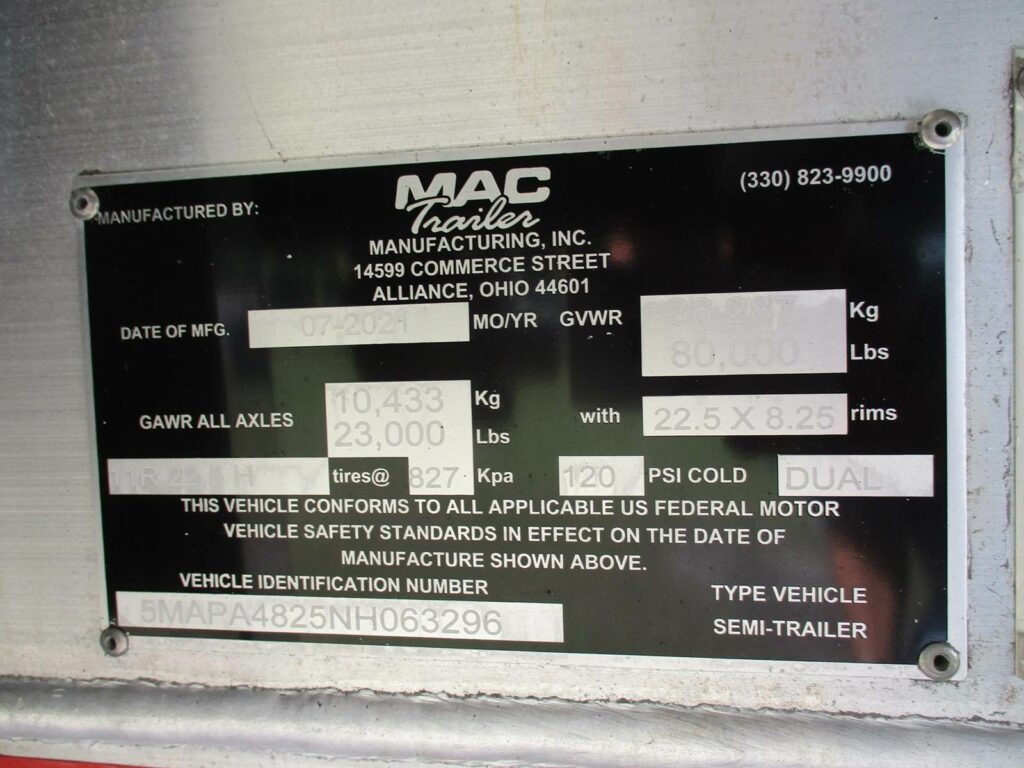 MANUFACTURED BY:
MAC
Trailer
(330) 823-9900
MANUFACTURING, INC.
14599 COMMERCE STREET
ALLIANCE, OHIO 44601
DATE OF MFG. 07-2021 MO/YR GVWR Kg
80,000 Lbs
GAWR ALL AXLES 10,433 Kg
23,000 Lbs
with 22.5 X 8.25 rims
tires@ 827 Kpa 120 PSI COLD DUAL
THIS VEHICLE CONFORMS TO ALL APPLICABLE US FEDERAL MOTOR
VEHICLE SAFETY STANDARDS IN EFFECT ON THE DATE OF
MANUFACTURE SHOWN ABOVE.
VEHICLE IDENTIFICATION NUMBER
5MAPA4825NH063296
TYPE VEHICLE
SEMI-TRAILER